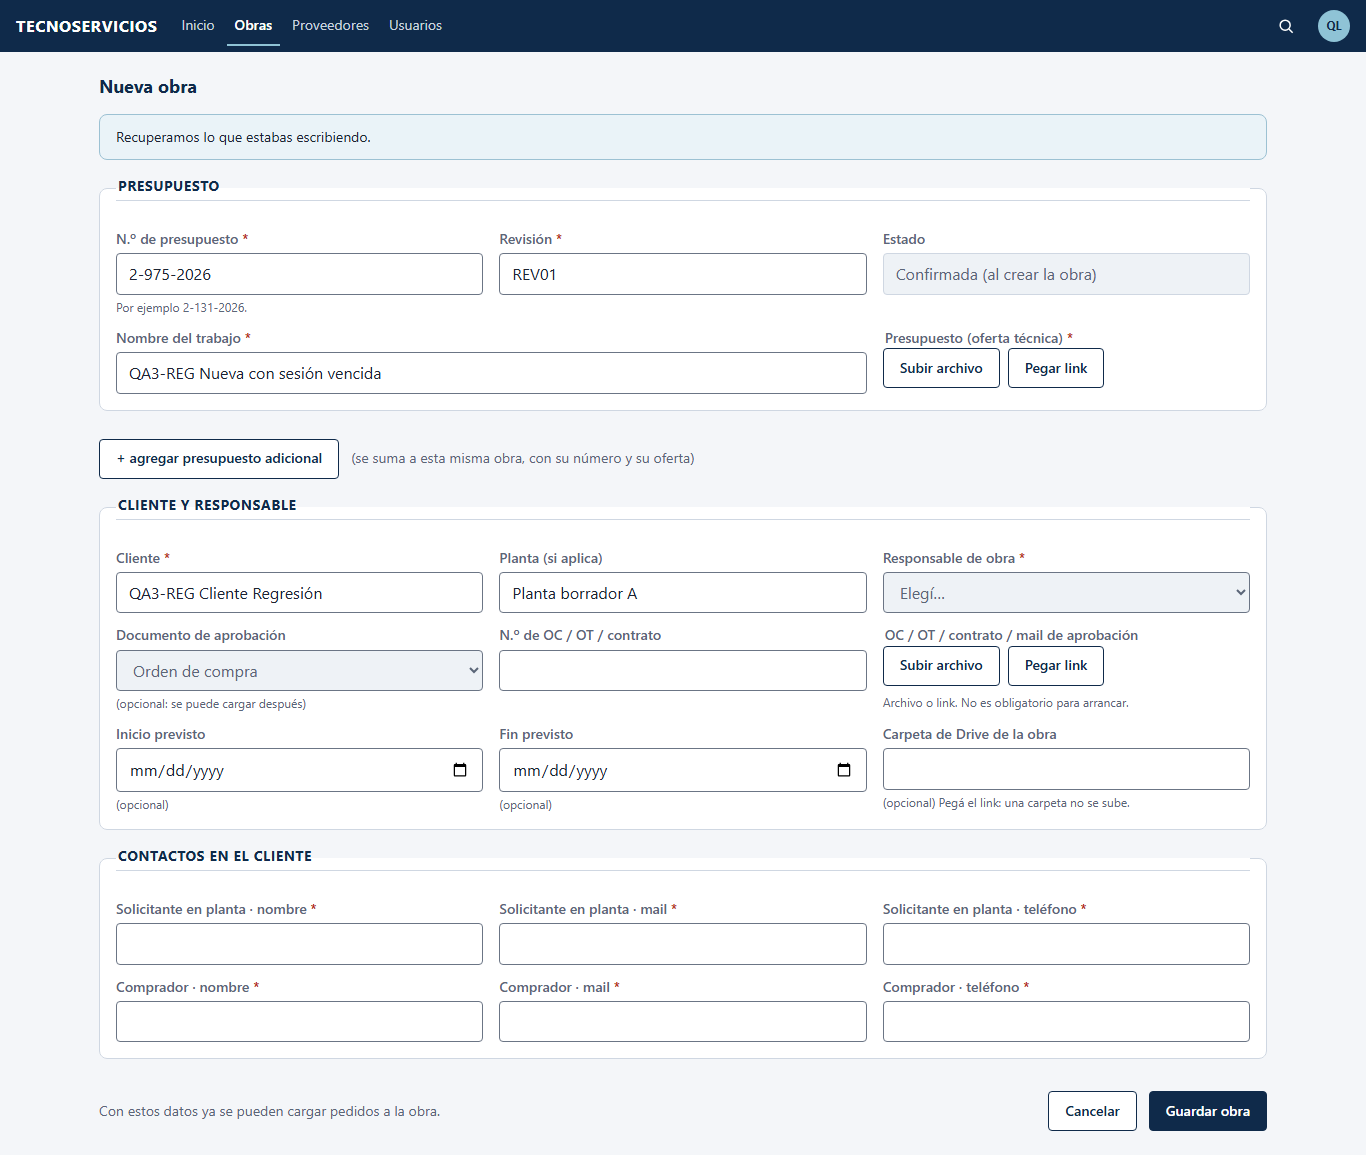 TECNOSERVICIOS Inicio Obras Proveedores Usuarios QL
Nueva obra
Recuperamos lo que estabas escribiendo.
PRESUPUESTO
N.º de presupuesto * Revisión * Estado
2-975-2026 REV01 Confirmada (al crear la obra)
Por ejemplo 2-131-2026.
Nombre del trabajo * Presupuesto (oferta técnica) *
QA3-REG Nueva con sesión vencida Subir archivo Pegar link
+ agregar presupuesto adicional (se suma a esta misma obra, con su número y su oferta)
CLIENTE Y RESPONSABLE
Cliente * Planta (si aplica) Responsable de obra *
QA3-REG Cliente Regresión Planta borrador A Elegí...
Documento de aprobación N.º de OC / OT / contrato OC / OT / contrato / mail de aprobación
Orden de compra Subir archivo Pegar link
(opcional: se puede cargar después) Archivo o link. No es obligatorio para arrancar.
Inicio previsto Fin previsto Carpeta de Drive de la obra
mm/dd/yyyy mm/dd/yyyy
(opcional) (opcional) (opcional) Pegá el link: una carpeta no se sube.
CONTACTOS EN EL CLIENTE
Solicitante en planta · nombre * Solicitante en planta · mail * Solicitante en planta · teléfono *
Comprador · nombre * Comprador · mail * Comprador · teléfono *
Con estos datos ya se pueden cargar pedidos a la obra. Cancelar Guardar obra